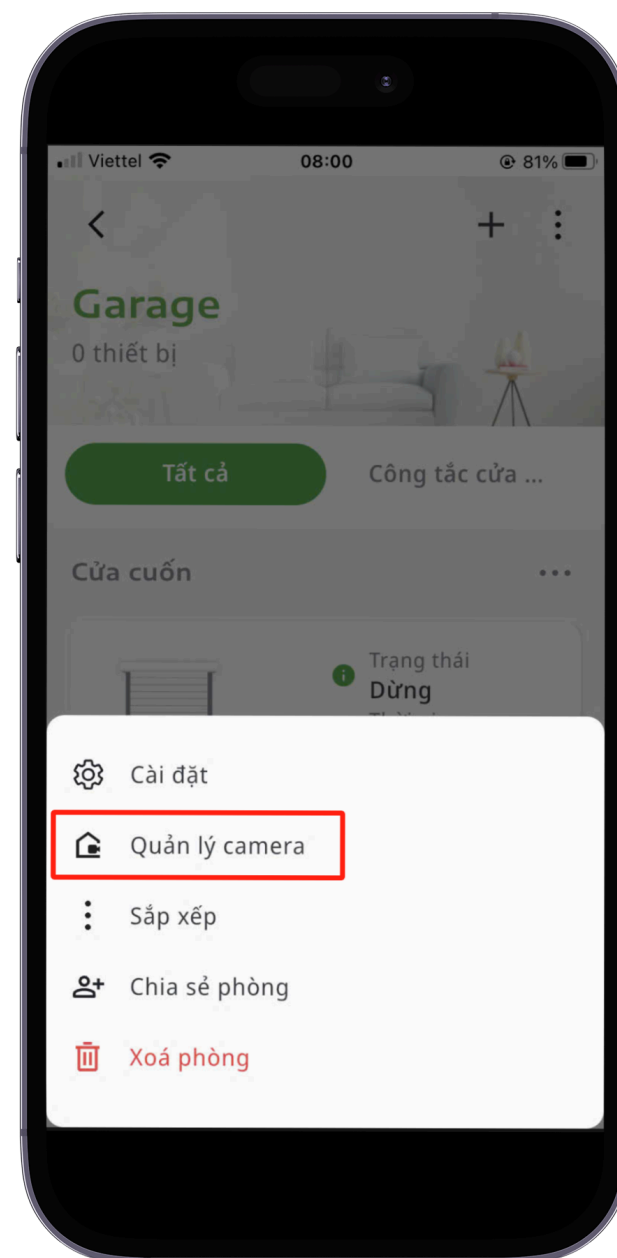 Viettel 08:00 81%
Garage
0 thiết bị
Tất cả Công tắc cửa ...
Cửa cuốn
Trạng thái
Dừng
Cài đặt
Quản lý camera
Sắp xếp
Chia sẻ phòng
Xoá phòng